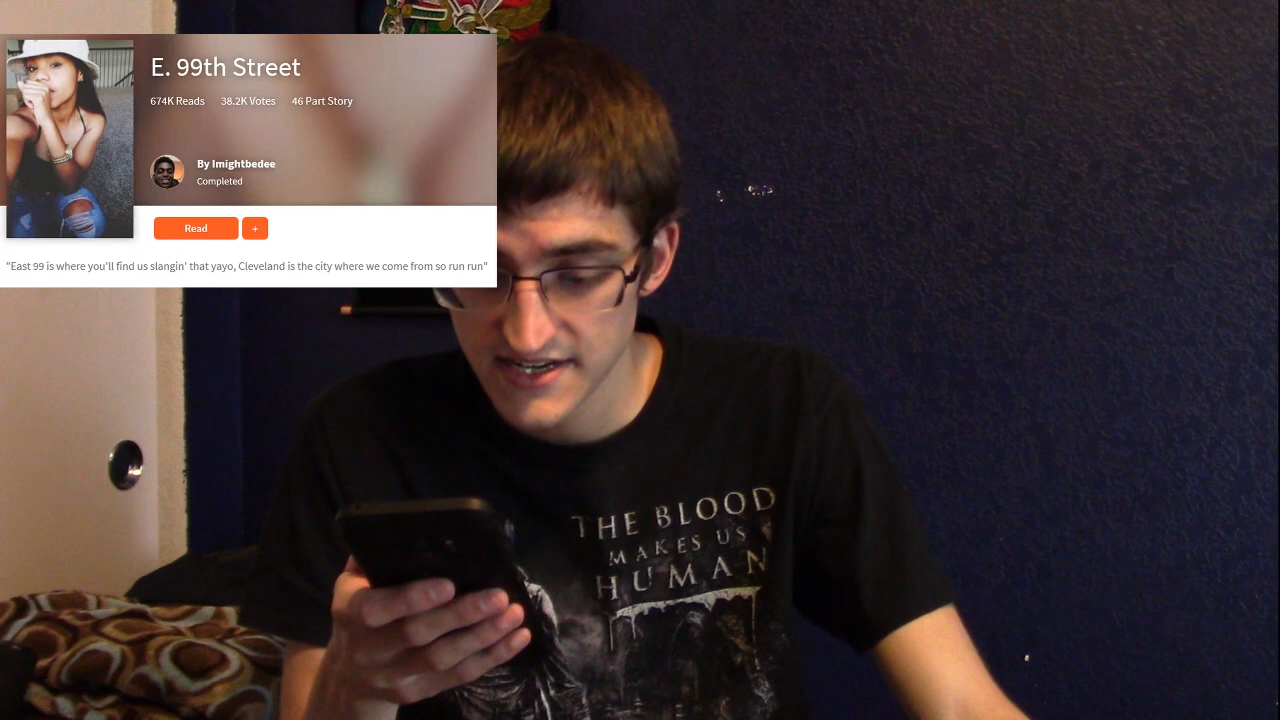 E. 99th Street
674K Reads 38.2K Votes 46 Part Story
By Imightbedee
Completed
Read +
"East 99 is where you'll find us slangin' that yayo, Cleveland is the city where we come from so run run"
THE BLOOD
MAKES US
HUMAN